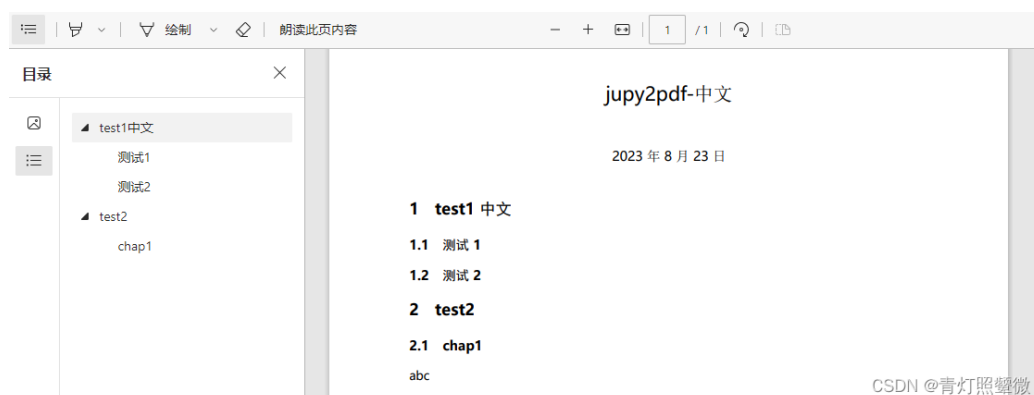 绘制 朗读此页内容 1 /1
目录
test1中文
测试1
测试2
test2
chap1
jupy2pdf-中文
2023 年 8 月 23 日
1 test1 中文
1.1 测试 1
1.2 测试 2
2 test2
2.1 chap1
abc
CSDN @青灯照颦微